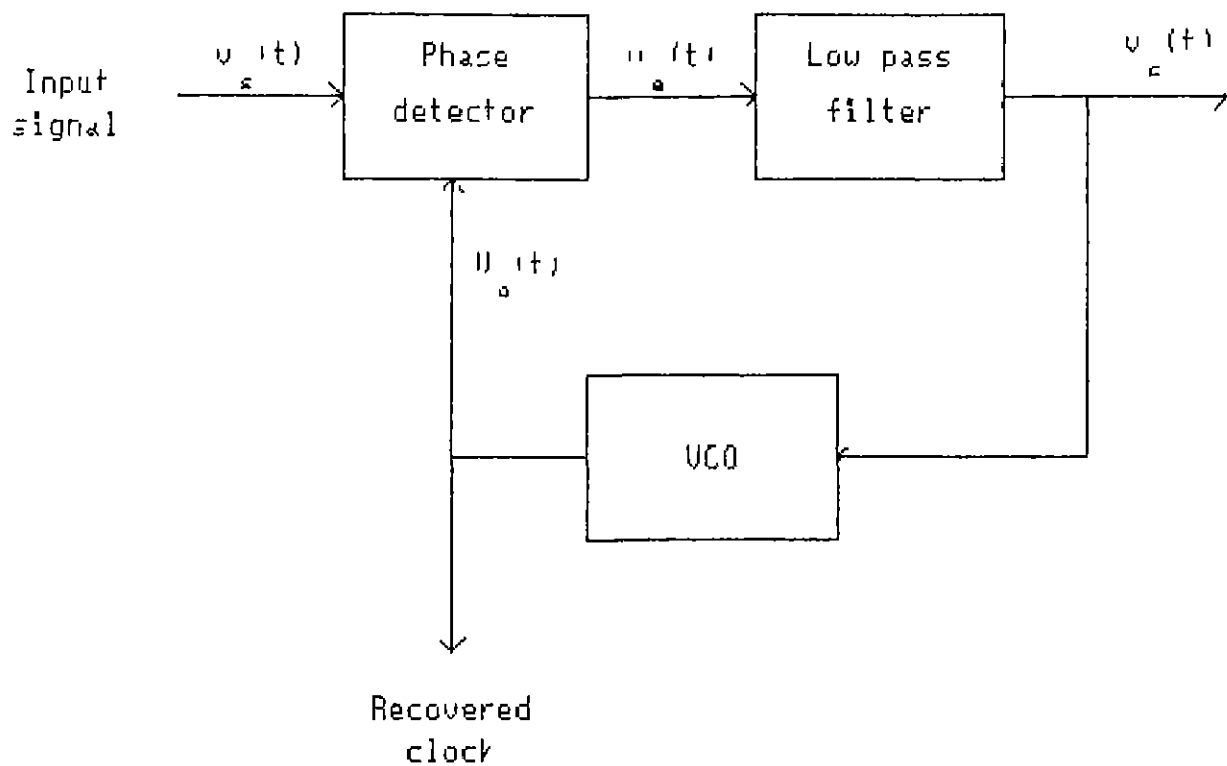 Input
signal
Phase
detector
Low pass
filter
VCO
Recovered
clock